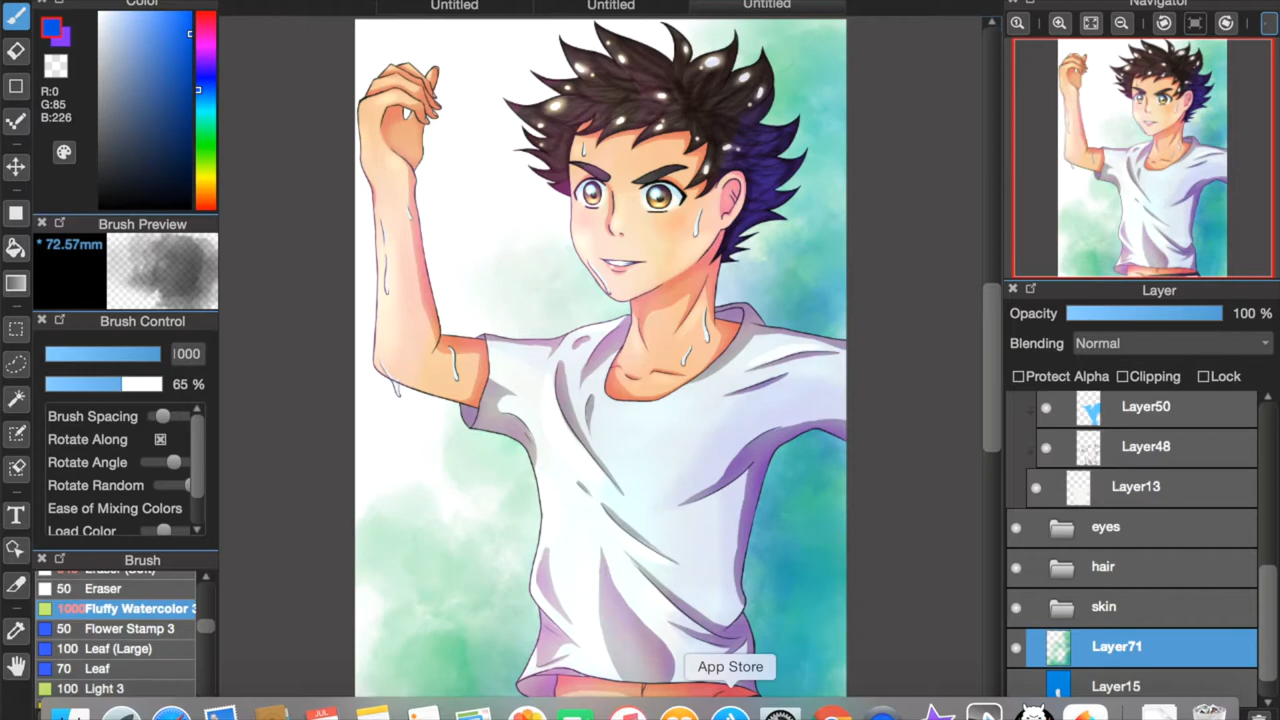 Color
R:0
G:85
B:226
Brush Preview
* 72.57mm
Brush Control
1000
65 %
Brush Spacing
Rotate Along
Rotate Angle
Rotate Random
Ease of Mixing Colors
Load Color
Brush
Eraser (Soft)
50 Eraser
1000 Fluffy Watercolor 3
50 Flower Stamp 3
100 Leaf (Large)
70 Leaf
100 Light 3
Untitled
Untitled
Untitled
App Store
JUL
Navigator
Layer
Opacity 100 %
Blending Normal
Protect Alpha Clipping Lock
Layer50
Layer48
Layer13
eyes
hair
skin
Layer71
Layer15